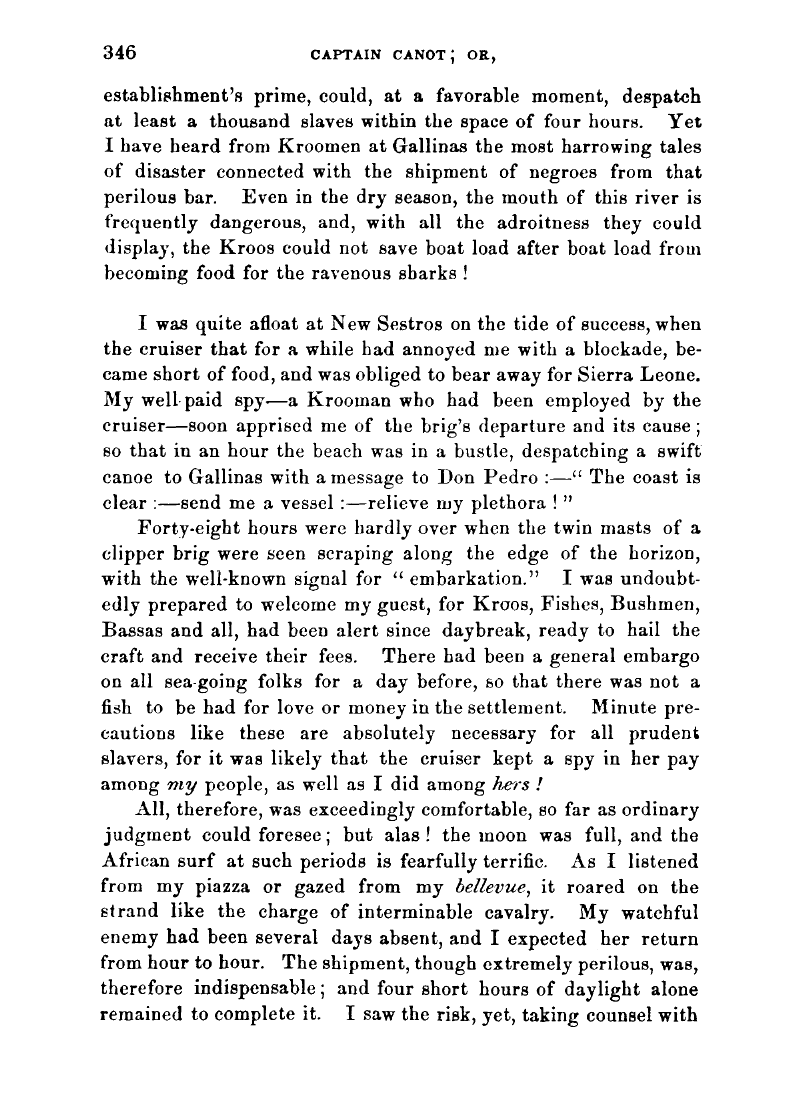 346 CAPTAIN CANOT; OR,
establishment's prime, could, at a favorable moment, despatch
at least a thousand slaves within the space of four hours. Yet
I have heard from Kroomen at Gallinas the most harrowing tales
of disaster connected with the shipment of negroes from that
perilous bar. Even in the dry season, the mouth of this river is
frequently dangerous, and, with all the adroitness they could
display, the Kroos could not save boat load after boat load from
becoming food for the ravenous sharks !
I was quite afloat at New Sestros on the tide of success, when
the cruiser that for a while had annoyed me with a blockade, be-
came short of food, and was obliged to bear away for Sierra Leone.
My well-paid spy—a Krooman who had been employed by the
cruiser—soon apprised me of the brig's departure and its cause ;
so that in an hour the beach was in a bustle, despatching a swift
canoe to Gallinas with a message to Don Pedro :—“ The coast is
clear :—send me a vessel :—relieve my plethora ! ”
Forty-eight hours were hardly over when the twin masts of a
clipper brig were seen scraping along the edge of the horizon,
with the well-known signal for “ embarkation.” I was undoubt-
edly prepared to welcome my guest, for Kroos, Fishes, Bushmen,
Bassas and all, had been alert since daybreak, ready to hail the
craft and receive their fees. There had been a general embargo
on all sea-going folks for a day before, so that there was not a
fish to be had for love or money in the settlement. Minute pre-
cautions like these are absolutely necessary for all prudent
slavers, for it was likely that the cruiser kept a spy in her pay
among my people, as well as I did among hers !
All, therefore, was exceedingly comfortable, so far as ordinary
judgment could foresee ; but alas ! the moon was full, and the
African surf at such periods is fearfully terrific. As I listened
from my piazza or gazed from my bellevue, it roared on the
strand like the charge of interminable cavalry. My watchful
enemy had been several days absent, and I expected her return
from hour to hour. The shipment, though extremely perilous, was,
therefore indispensable ; and four short hours of daylight alone
remained to complete it. I saw the risk, yet, taking counsel with